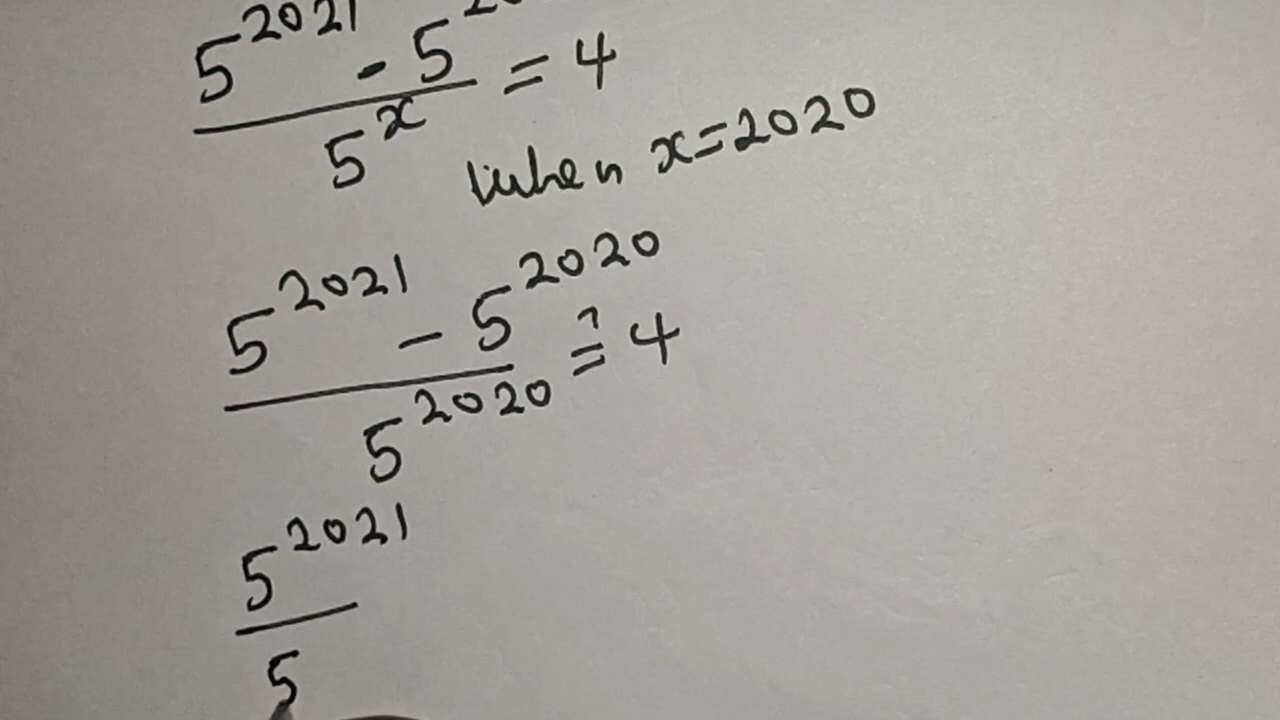 5^2021 - 5
5^x = 4
When x=2020
5^2021 - 5^2020
5^2020 ?= 4
5^2021
5